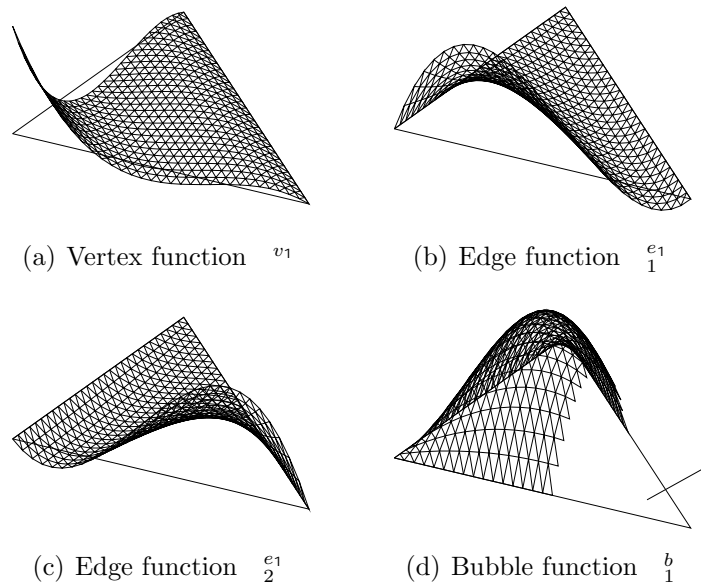 (a) Vertex function v1
(b) Edge function e1 1
(c) Edge function e1 2
(d) Bubble function b 1